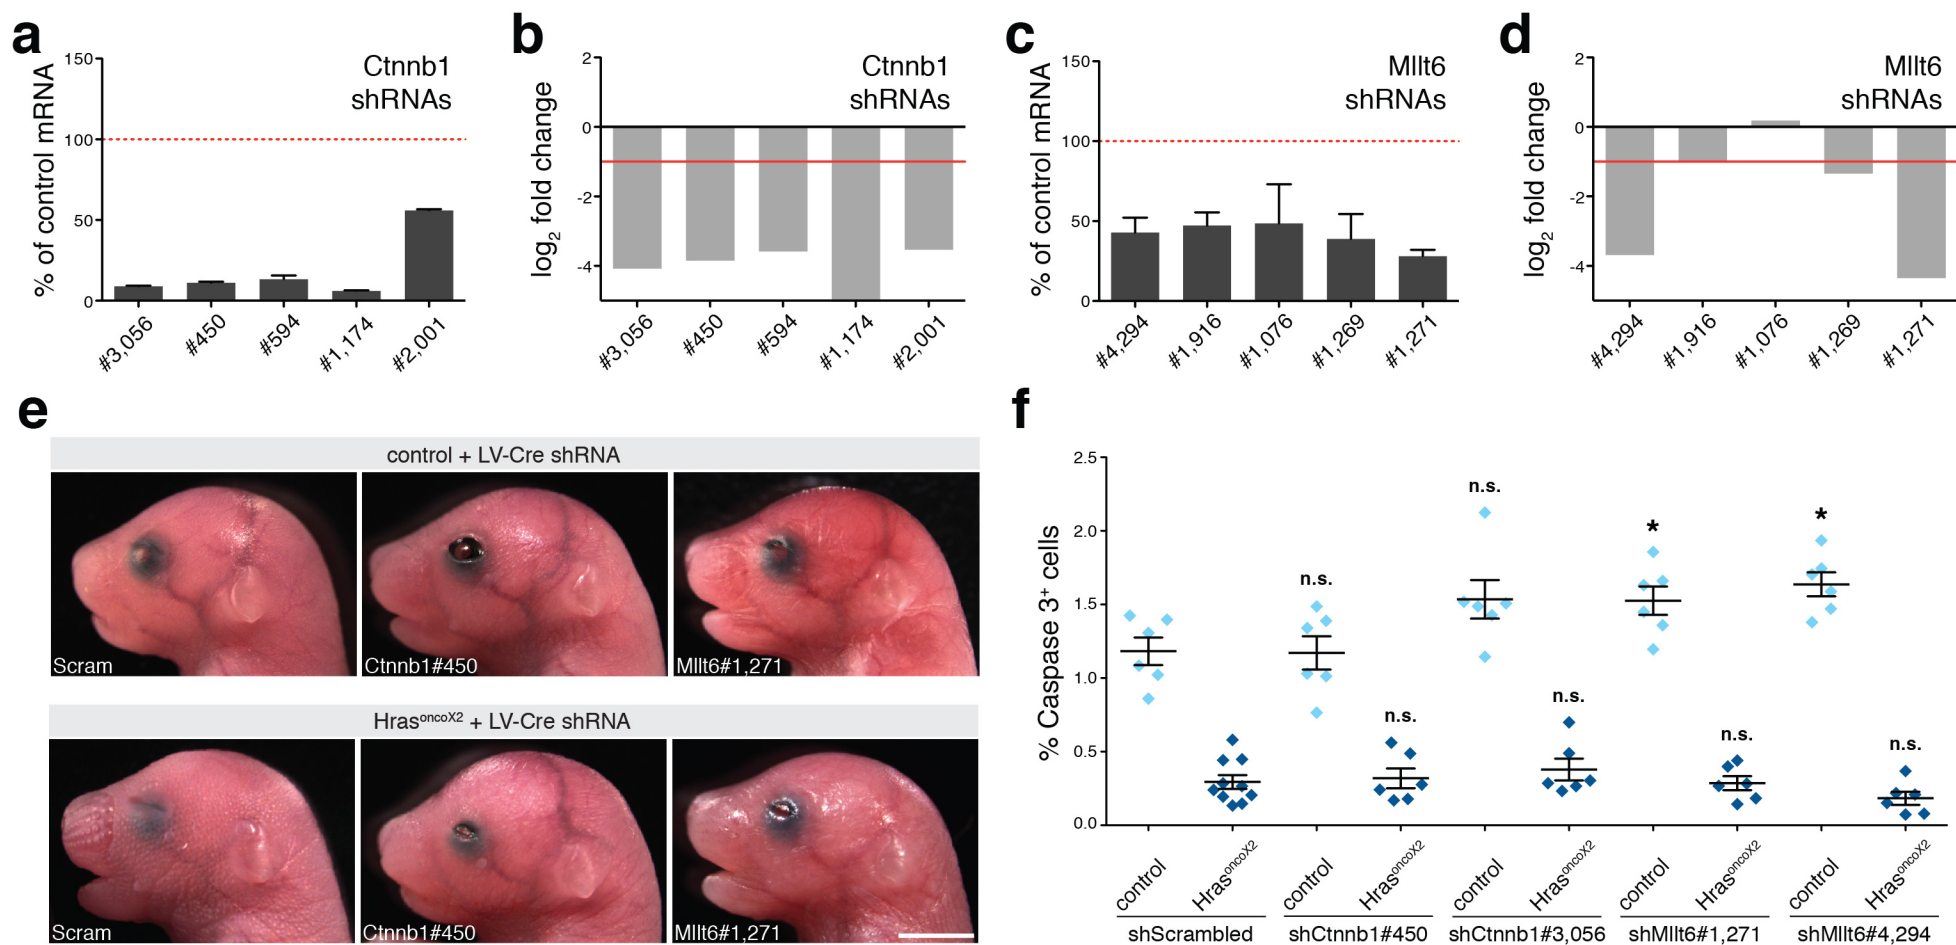 a
150
100
50
0
% of control mRNA
Ctnnb1
shRNAs
#3,056
#450
#594
#1,174
#2,001
b
2
0
-2
-4
log2 fold change
Ctnnb1
shRNAs
#3,056
#450
#594
#1,174
#2,001
c
150
100
50
0
% of control mRNA
Mllt6
shRNAs
#4,294
#1,916
#1,076
#1,269
#1,271
d
2
0
-2
-4
log2 fold change
Mllt6
shRNAs
#4,294
#1,916
#1,076
#1,269
#1,271
e
control + LV-Cre shRNA
Scram
Ctnnb1#450
Mllt6#1,271
HrasoncoX2 + LV-Cre shRNA
Scram
Ctnnb1#450
Mllt6#1,271
f
2.5
2.0
1.5
1.0
0.5
0.0
% Caspase 3+ cells
n.s.
n.s.
n.s.
n.s.
*
n.s.
*
n.s.
control
HrasoncoX2
control
HrasoncoX2
control
HrasoncoX2
control
HrasoncoX2
control
HrasoncoX2
shScrambled
shCtnnb1#450
shCtnnb1#3,056
shMllt6#1,271
shMllt6#4,294